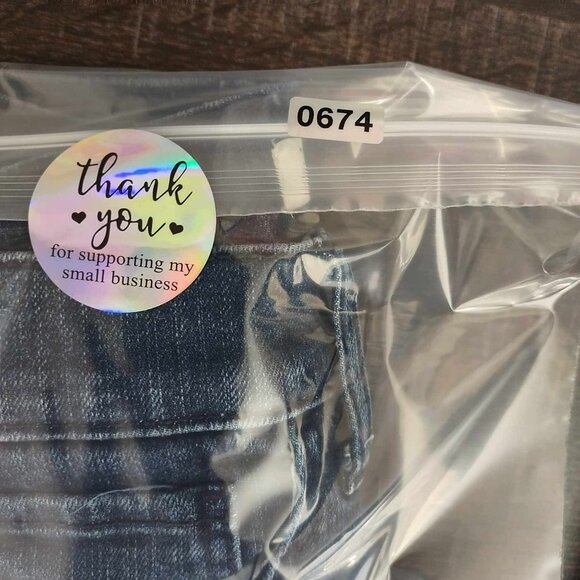 0674
thank
you
for supporting my
small business